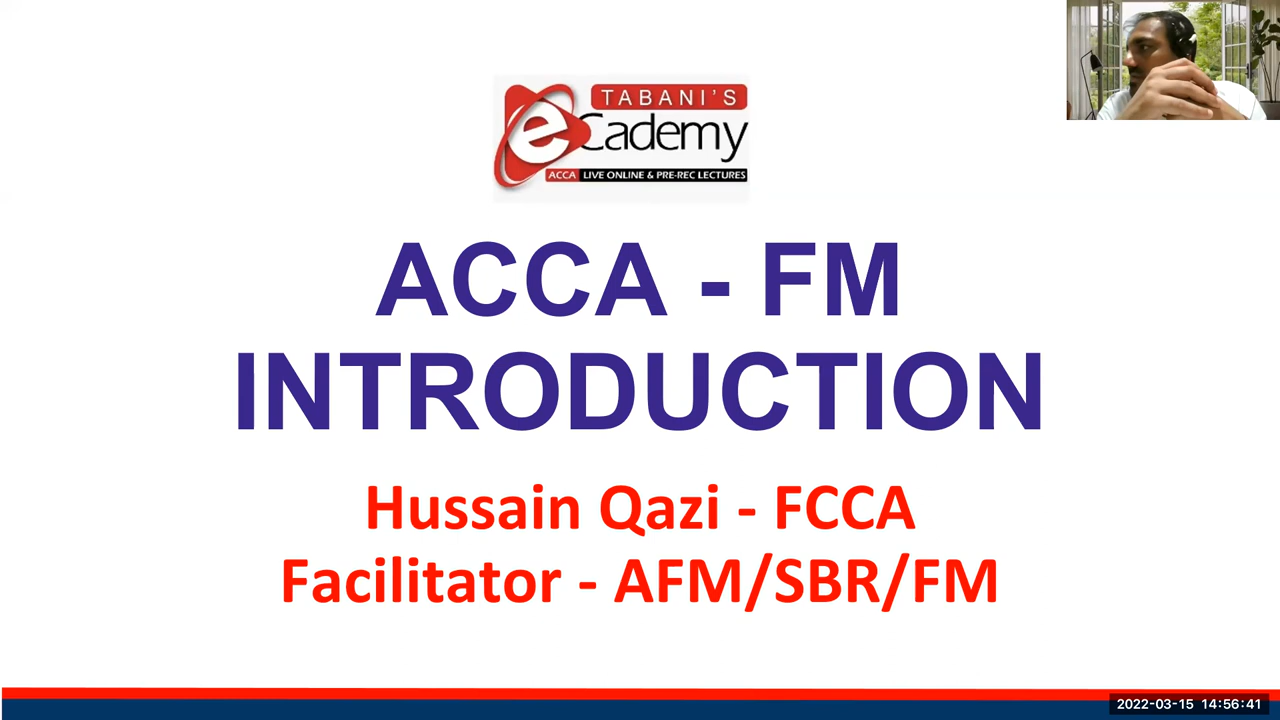 TABANI'S
eCademy
ACCA LIVE ONLINE & PRE-REC LECTURES
ACCA - FM
INTRODUCTION
Hussain Qazi - FCCA
Facilitator - AFM/SBR/FM
2022-03-15 14:56:41